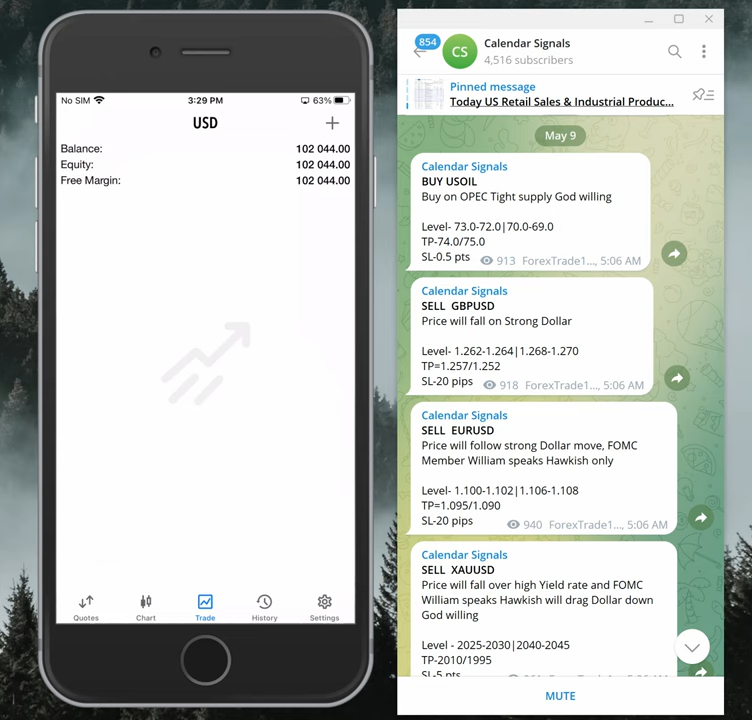 No SIM
3:29 PM
63%
USD
Balance: 102 044.00
Equity: 102 044.00
Free Margin: 102 044.00
Quotes
Chart
Trade
History
Settings
854
CS
Calendar Signals
4,516 subscribers
Pinned message
Today US Retail Sales & Industrial Produc...
May 9
Calendar Signals
BUY USOIL
Buy on OPEC Tight supply God willing
Level- 73.0-72.0|70.0-69.0
TP-74.0/75.0
SL-0.5 pts
913 ForexTrade1..., 5:06 AM
Calendar Signals
SELL GBPUSD
Price will fall on Strong Dollar
Level- 1.262-1.264|1.268-1.270
TP=1.257/1.252
SL-20 pips
918 ForexTrade1..., 5:06 AM
Calendar Signals
SELL EURUSD
Price will follow strong Dollar move, FOMC
Member William speaks Hawkish only
Level- 1.100-1.102|1.106-1.108
TP=1.095/1.090
SL-20 pips
940 ForexTrade1..., 5:06 AM
Calendar Signals
SELL XAUUSD
Price will fall over high Yield rate and FOMC
William speaks Hawkish will drag Dollar down
God willing
Level - 2025-2030|2040-2045
TP-2010/1995
SL-5 pts
MUTE